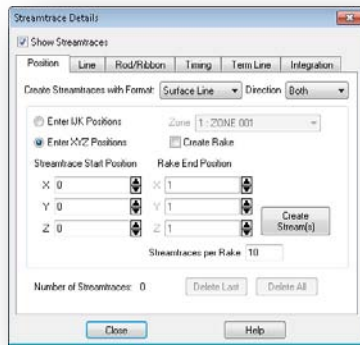 Streamtrace Details
Show Streamtraces
Position Line Rod/Ribbon Timing Term Line Integration
Create Streamtraces with Format: Surface Line Direction Both
Enter IJK Positions Zone 1: ZONE 001
Enter XYZ Positions Create Rake
Streamtrace Start Position Rake End Position
X 0 X 1
Y 0 Y 1
Z 0 Z 1
Create Stream(s)
Streamtraces per Rake 10
Number of Streamtraces: 0 Delete Last Delete All
Close Help